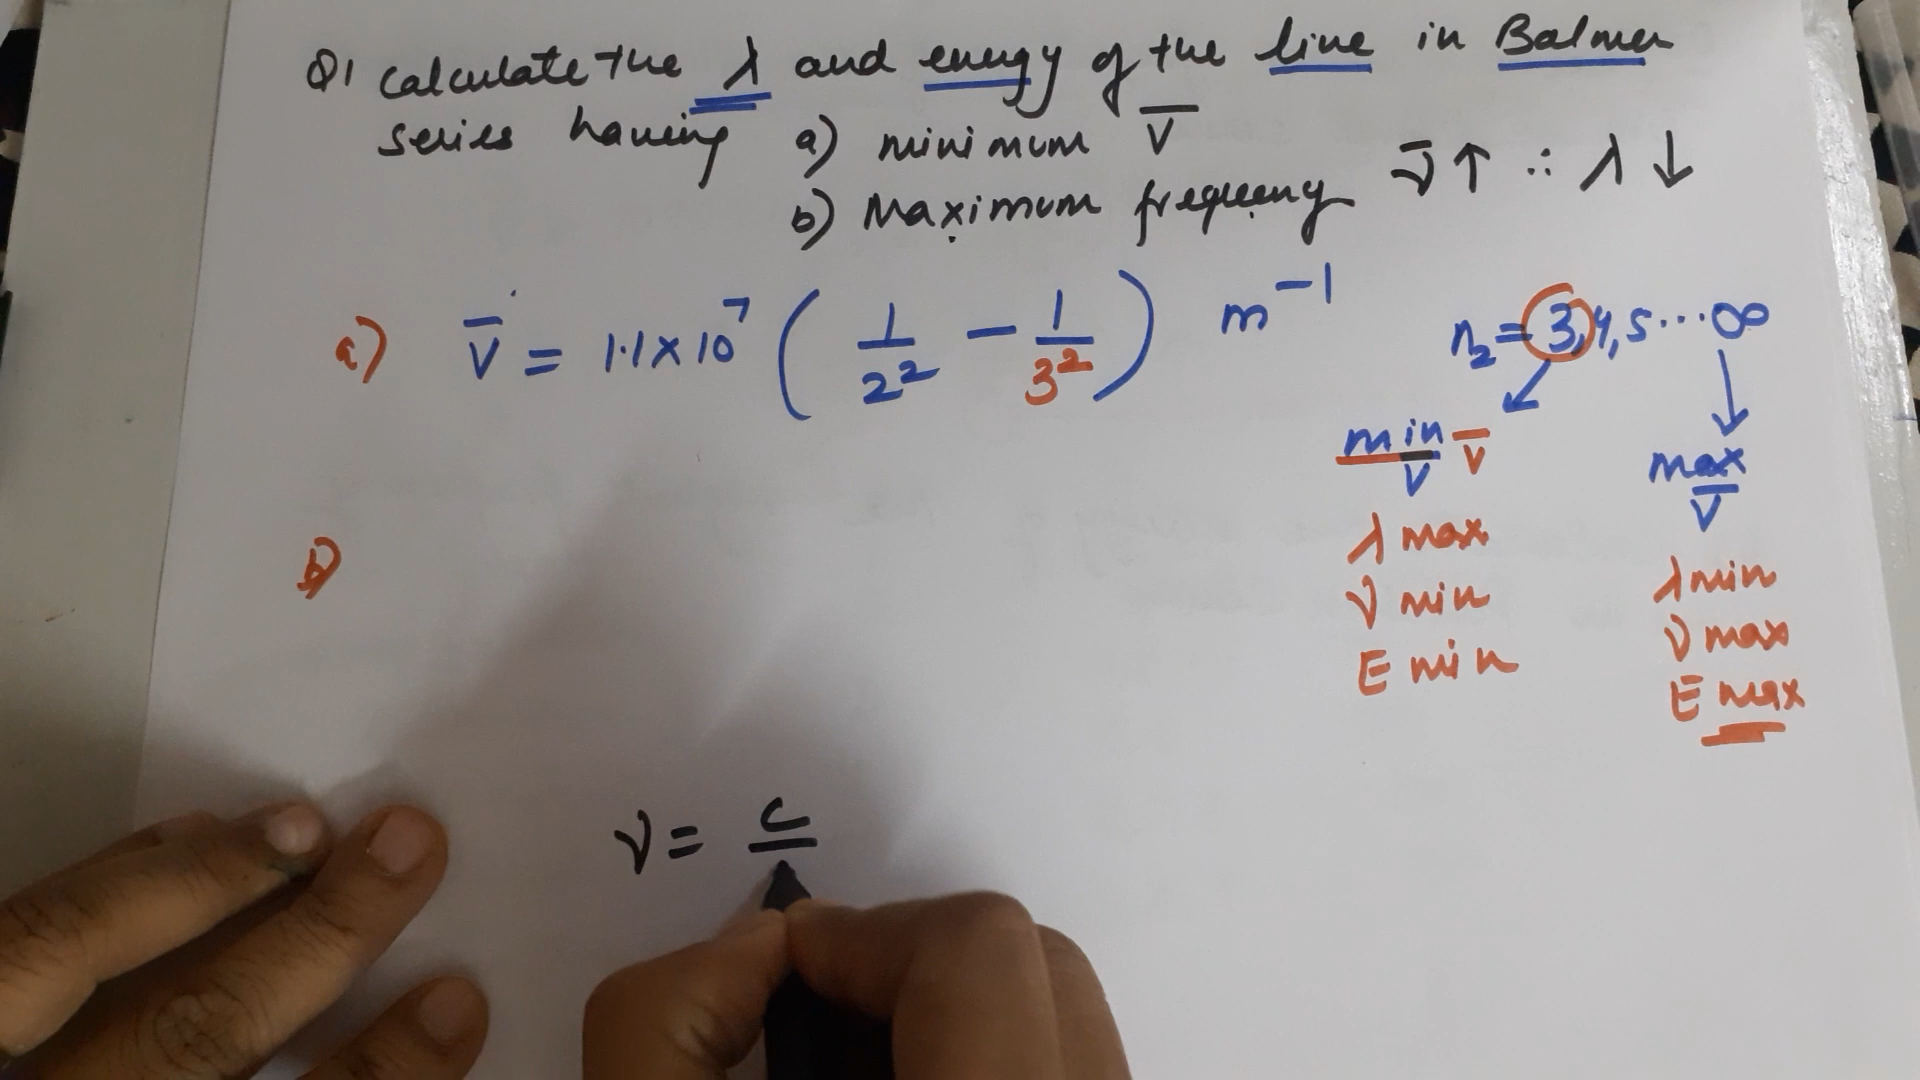 Q1 Calculate the λ and energy of the line in Balmer
series having a) minimum V̅
b) Maximum frequency ν̅↑ ∴ λ↓
a) V̅ = 1.1×10⁷ ( 1/2² − 1/3² ) m⁻¹
n₂ = 3, 4, 5 ... ∞
min V̅ V̅
max V̅
λ max
ν min
E min
λ min
ν max
E max
b)
ν = c